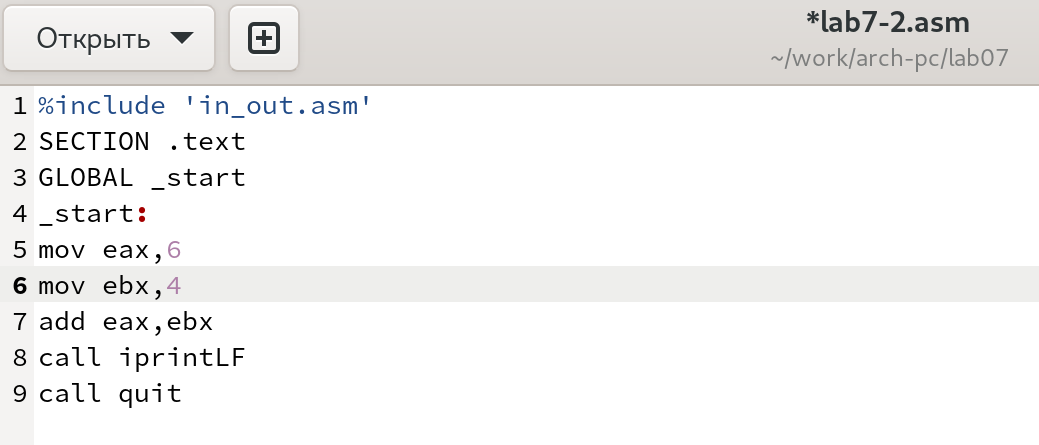 Открыть
*lab7-2.asm
~/work/arch-pc/lab07
1 %include 'in_out.asm'
2 SECTION .text
3 GLOBAL _start
4 _start:
5 mov eax,6
6 mov ebx,4
7 add eax,ebx
8 call iprintLF
9 call quit